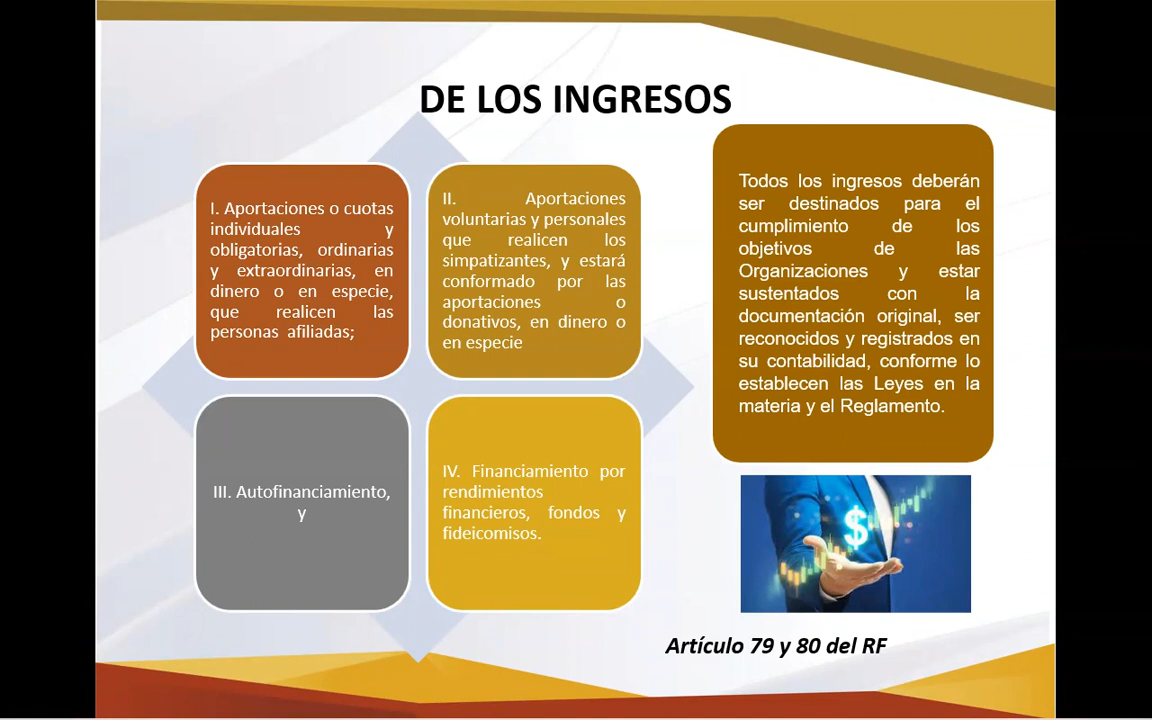 DE LOS INGRESOS
I. Aportaciones o cuotas
individuales y
obligatorias, ordinarias
y extraordinarias, en
dinero o en especie,
que realicen las
personas afiliadas;
II. Aportaciones
voluntarias y personales
que realicen los
simpatizantes, y estará
conformado por las
aportaciones o
donativos, en dinero o
en especie
III. Autofinanciamiento,
y
IV. Financiamiento por
rendimientos
financieros, fondos y
fideicomisos.
Todos los ingresos deberán
ser destinados para el
cumplimiento de los
objetivos de las
Organizaciones y estar
sustentados con la
documentación original, ser
reconocidos y registrados en
su contabilidad, conforme lo
establecen las Leyes en la
materia y el Reglamento.
$
Artículo 79 y 80 del RF